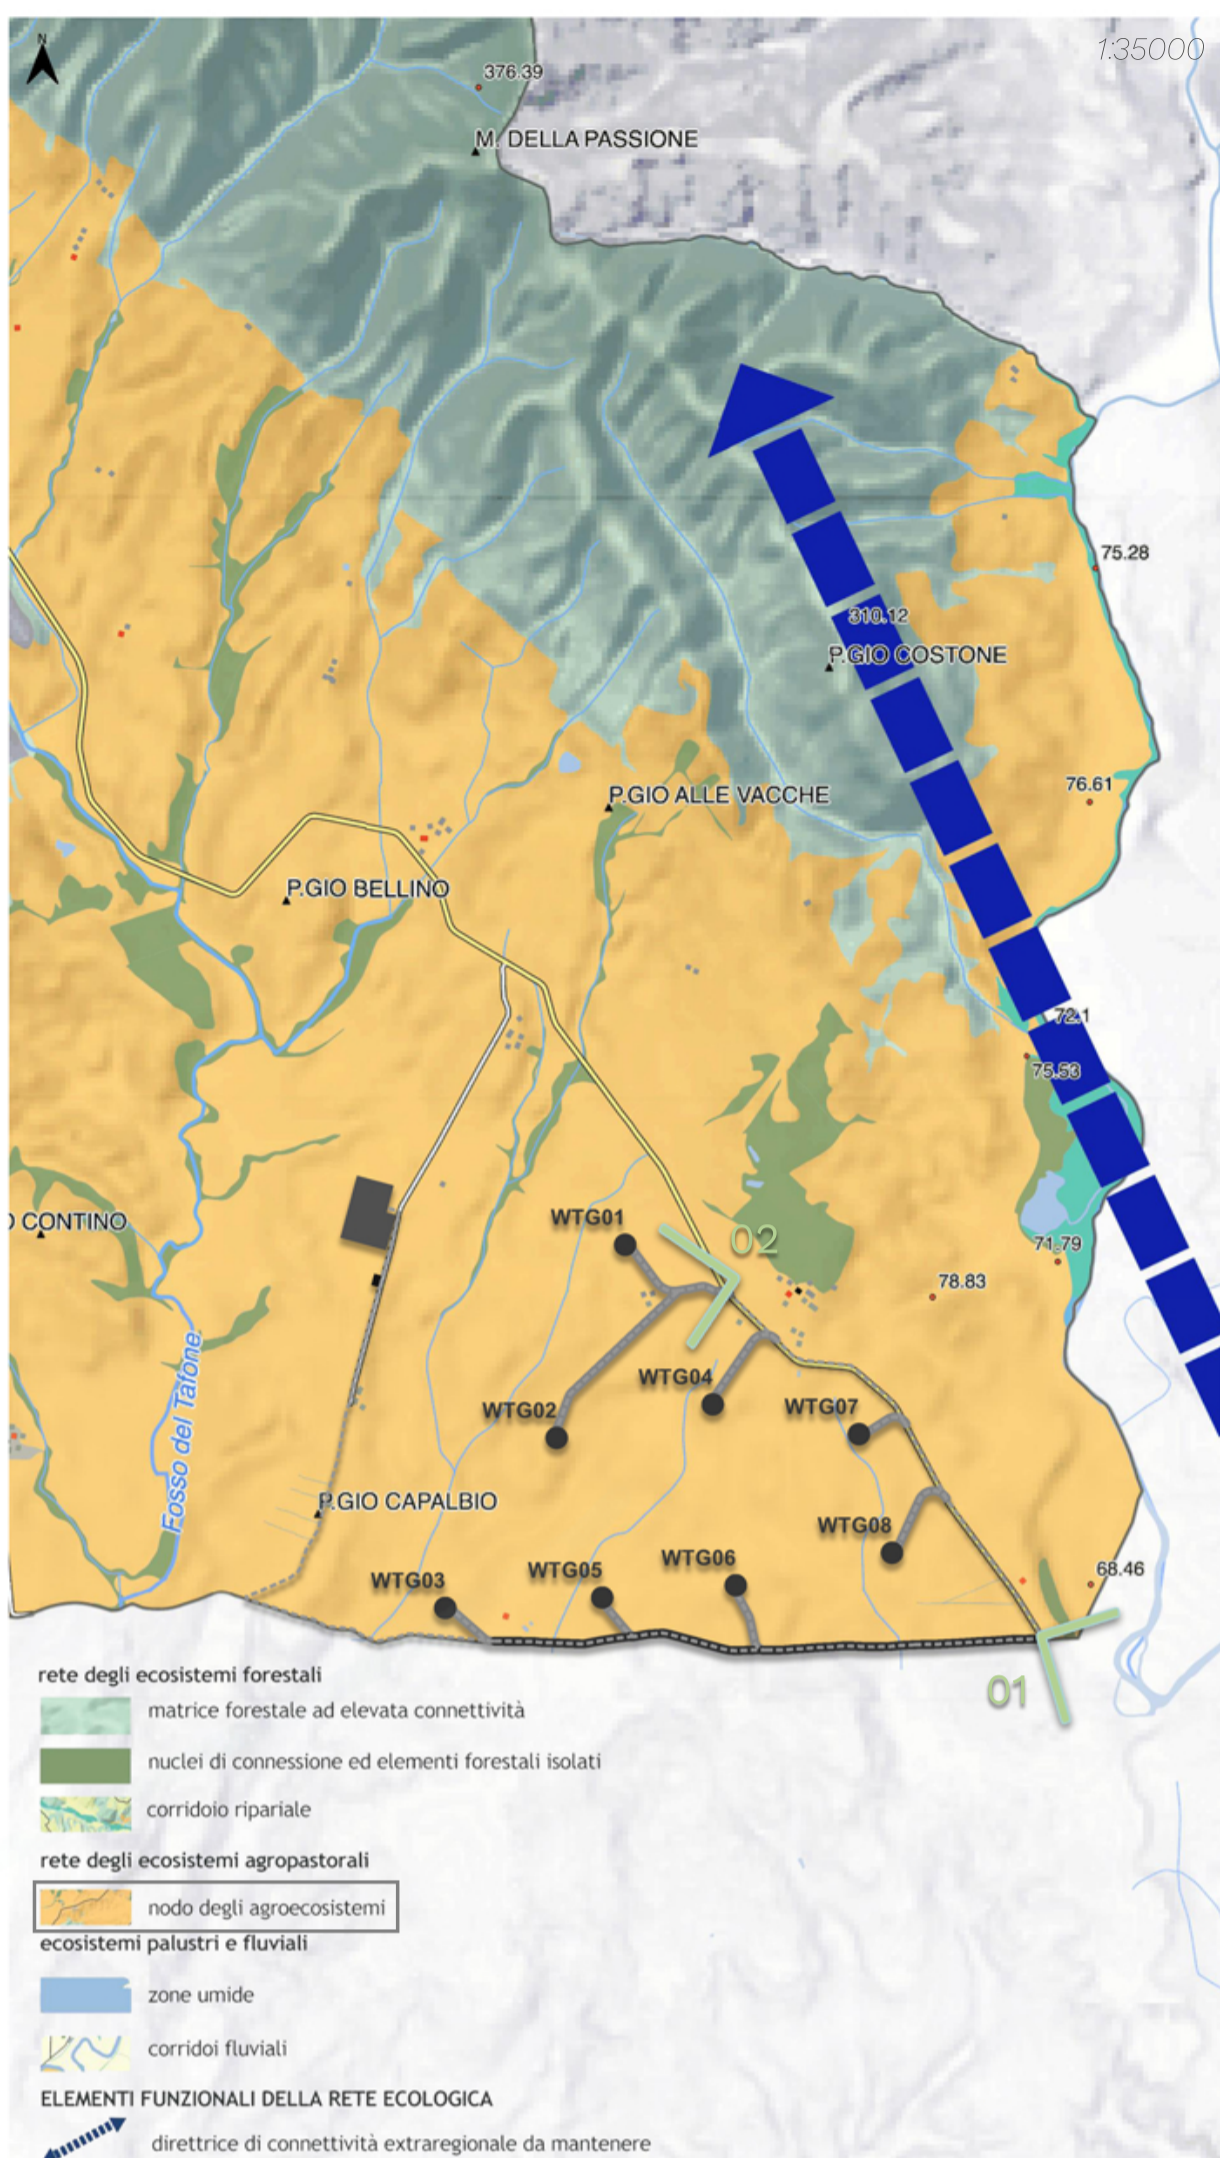 N
1:35000
376.39
M. DELLA PASSIONE
75.28
310.12
P.GIO COSTONE
76.61
P.GIO ALLE VACCHE
P.GIO BELLINO
72.1
75.53
CONTINO
WTG01
02
71.79
78.83
Fosso del Tafone
WTG04
WTG02
WTG07
P.GIO CAPALBIO
WTG08
WTG06
WTG05
WTG03
68.46
01
rete degli ecosistemi forestali
matrice forestale ad elevata connettività
nuclei di connessione ed elementi forestali isolati
corridoio ripariale
rete degli ecosistemi agropastorali
nodo degli agroecosistemi
ecosistemi palustri e fluviali
zone umide
corridoi fluviali
ELEMENTI FUNZIONALI DELLA RETE ECOLOGICA
direttrice di connettività extraregionale da mantenere